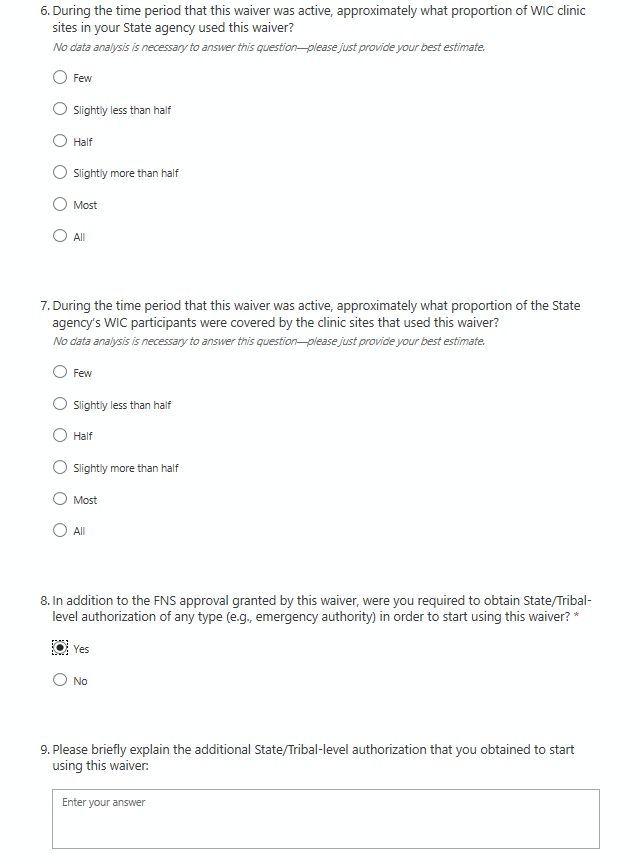 6. During the time period that this waiver was active, approximately what proportion of WIC clinic
sites in your State agency used this waiver?
No data analysis is necessary to answer this question—please just provide your best estimate.
Few
Slightly less than half
Half
Slightly more than half
Most
All
7. During the time period that this waiver was active, approximately what proportion of the State
agency's WIC participants were covered by the clinic sites that used this waiver?
No data analysis is necessary to answer this question—please just provide your best estimate.
Few
Slightly less than half
Half
Slightly more than half
Most
All
8. In addition to the FNS approval granted by this waiver, were you required to obtain State/Tribal-
level authorization of any type (e.g., emergency authority) in order to start using this waiver? *
Yes
No
9. Please briefly explain the additional State/Tribal-level authorization that you obtained to start
using this waiver:
Enter your answer